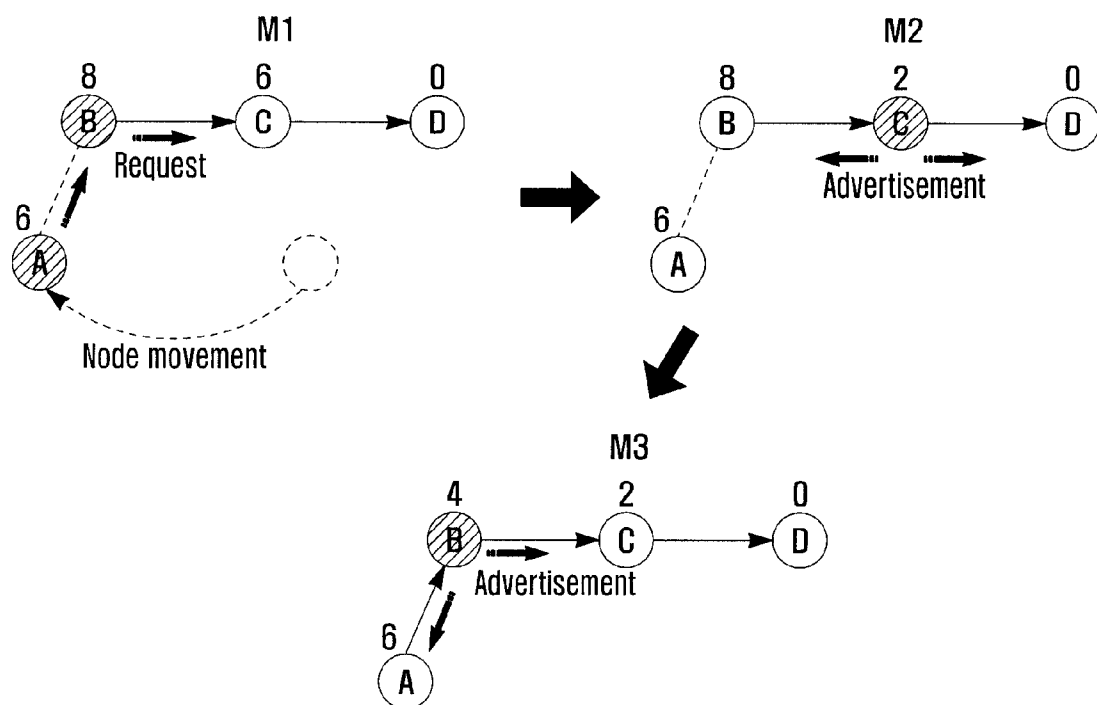 M1
8 6 0
B C D
Request
6
A
Node movement
M2
8 2 0
B C D
Advertisement
6
A
M3
4 2 0
B C D
Advertisement
6
A